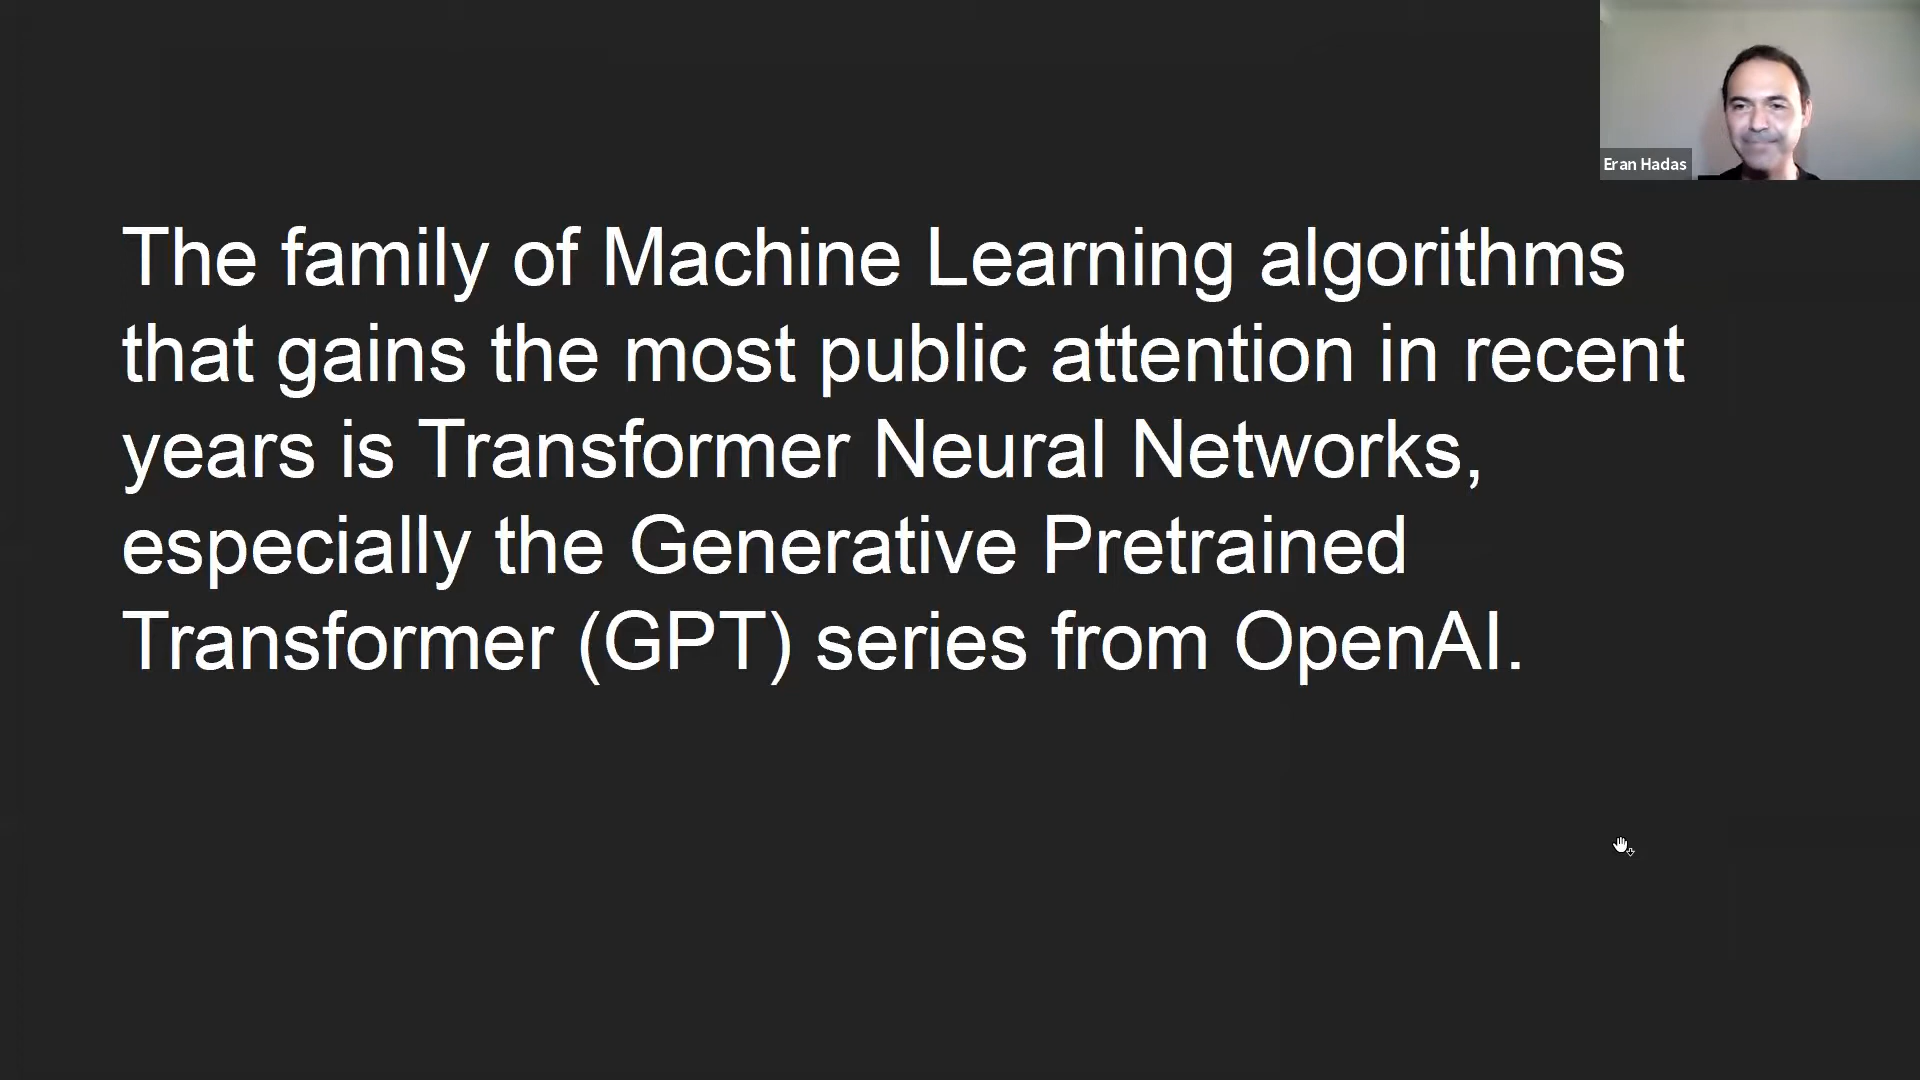 Eran Hadas
The family of Machine Learning algorithms
that gains the most public attention in recent
years is Transformer Neural Networks,
especially the Generative Pretrained
Transformer (GPT) series from OpenAI.